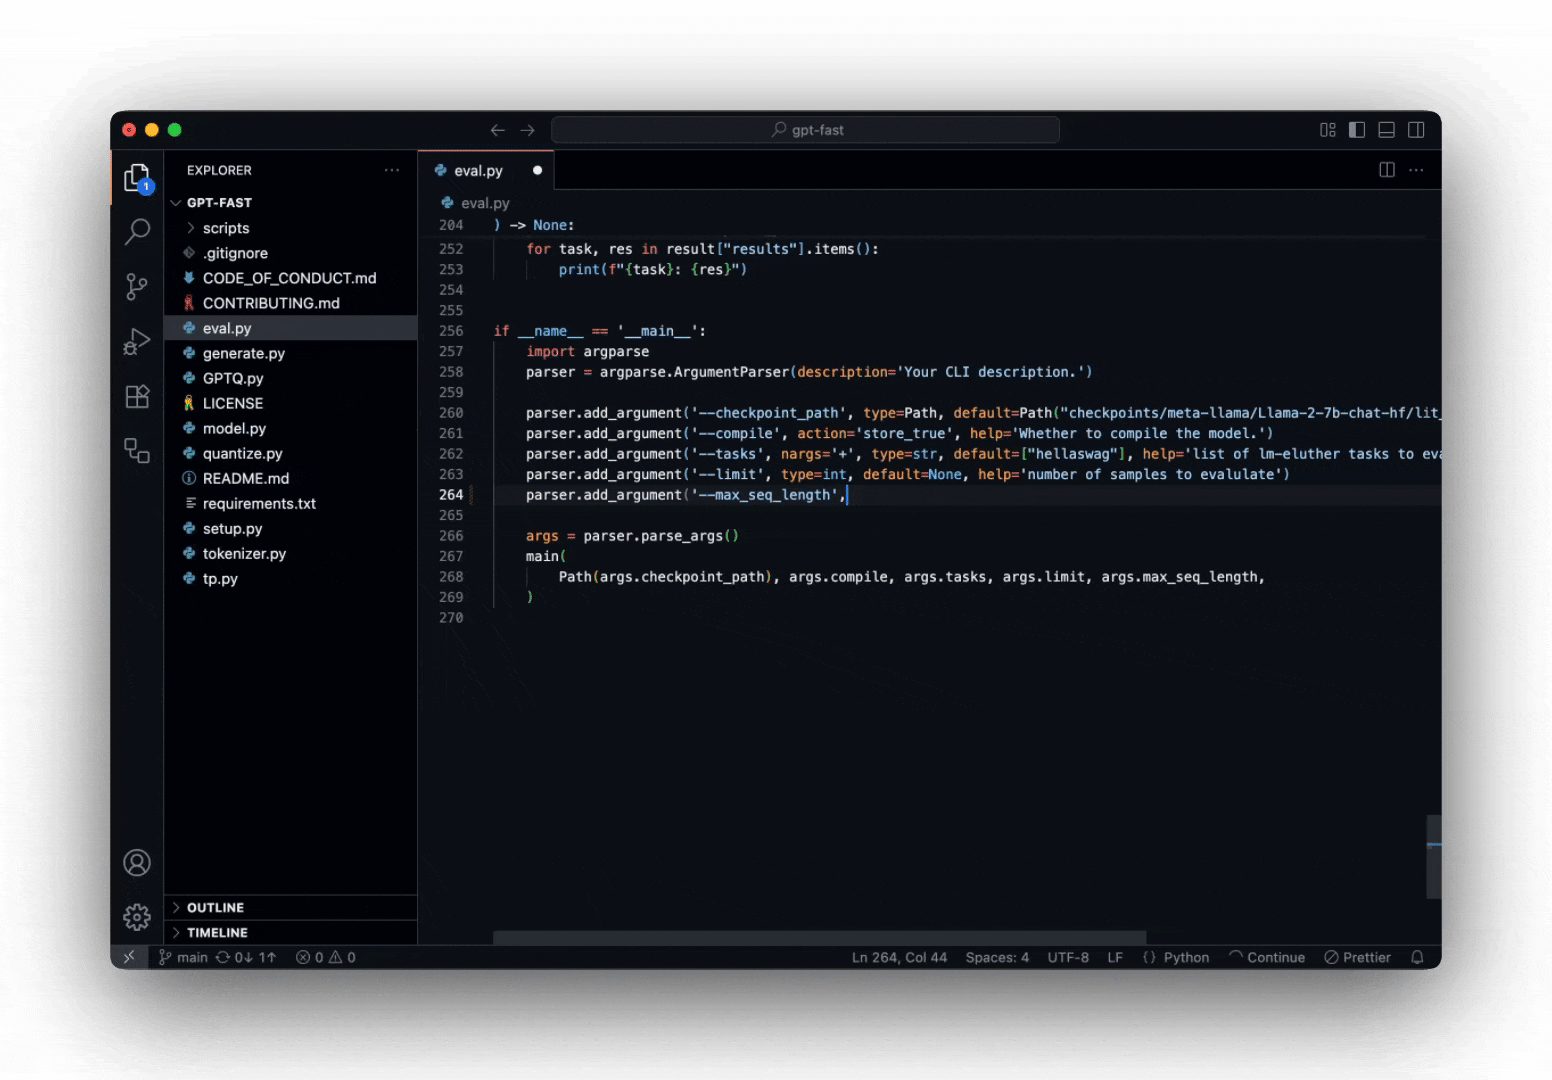 gpt-fast
EXPLORER
1
GPT-FAST
scripts
.gitignore
CODE_OF_CONDUCT.md
CONTRIBUTING.md
eval.py
generate.py
GPTQ.py
LICENSE
model.py
quantize.py
README.md
requirements.txt
setup.py
tokenizer.py
tp.py
OUTLINE
TIMELINE
eval.py
eval.py
204 ) -> None:
252 for task, res in result["results"].items():
253 print(f"{task}: {res}")
254
255
256 if __name__ == '__main__':
257 import argparse
258 parser = argparse.ArgumentParser(description='Your CLI description.')
259
260 parser.add_argument('--checkpoint_path', type=Path, default=Path("checkpoints/meta-llama/Llama-2-7b-chat-hf/lit_
261 parser.add_argument('--compile', action='store_true', help='Whether to compile the model.')
262 parser.add_argument('--tasks', nargs='+', type=str, default=["hellaswag"], help='list of lm-eluther tasks to eva
263 parser.add_argument('--limit', type=int, default=None, help='number of samples to evalulate')
264 parser.add_argument('--max_seq_length',
265
266 args = parser.parse_args()
267 main(
268 Path(args.checkpoint_path), args.compile, args.tasks, args.limit, args.max_seq_length,
269 )
270
main 0↓ 1↑ 0 0 Ln 264, Col 44 Spaces: 4 UTF-8 LF {} Python Continue Prettier